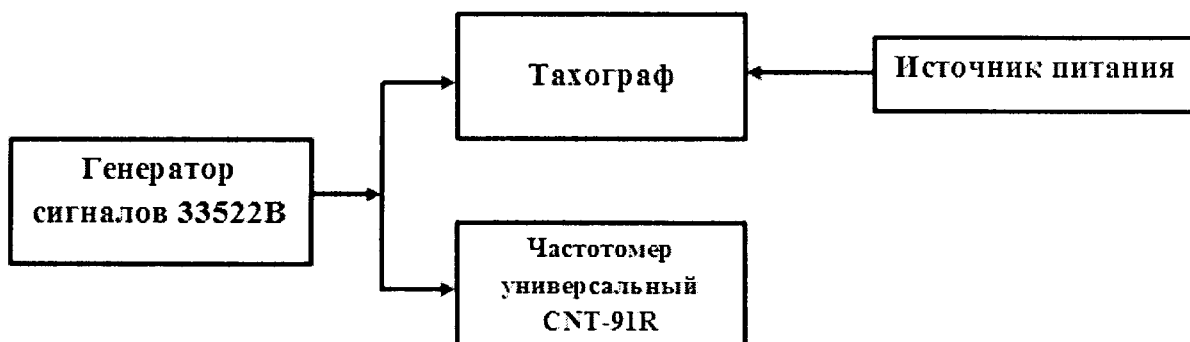 Тахограф
Источник питания
Генератор
сигналов 33522B
Частотомер
универсальный
CNT-91R